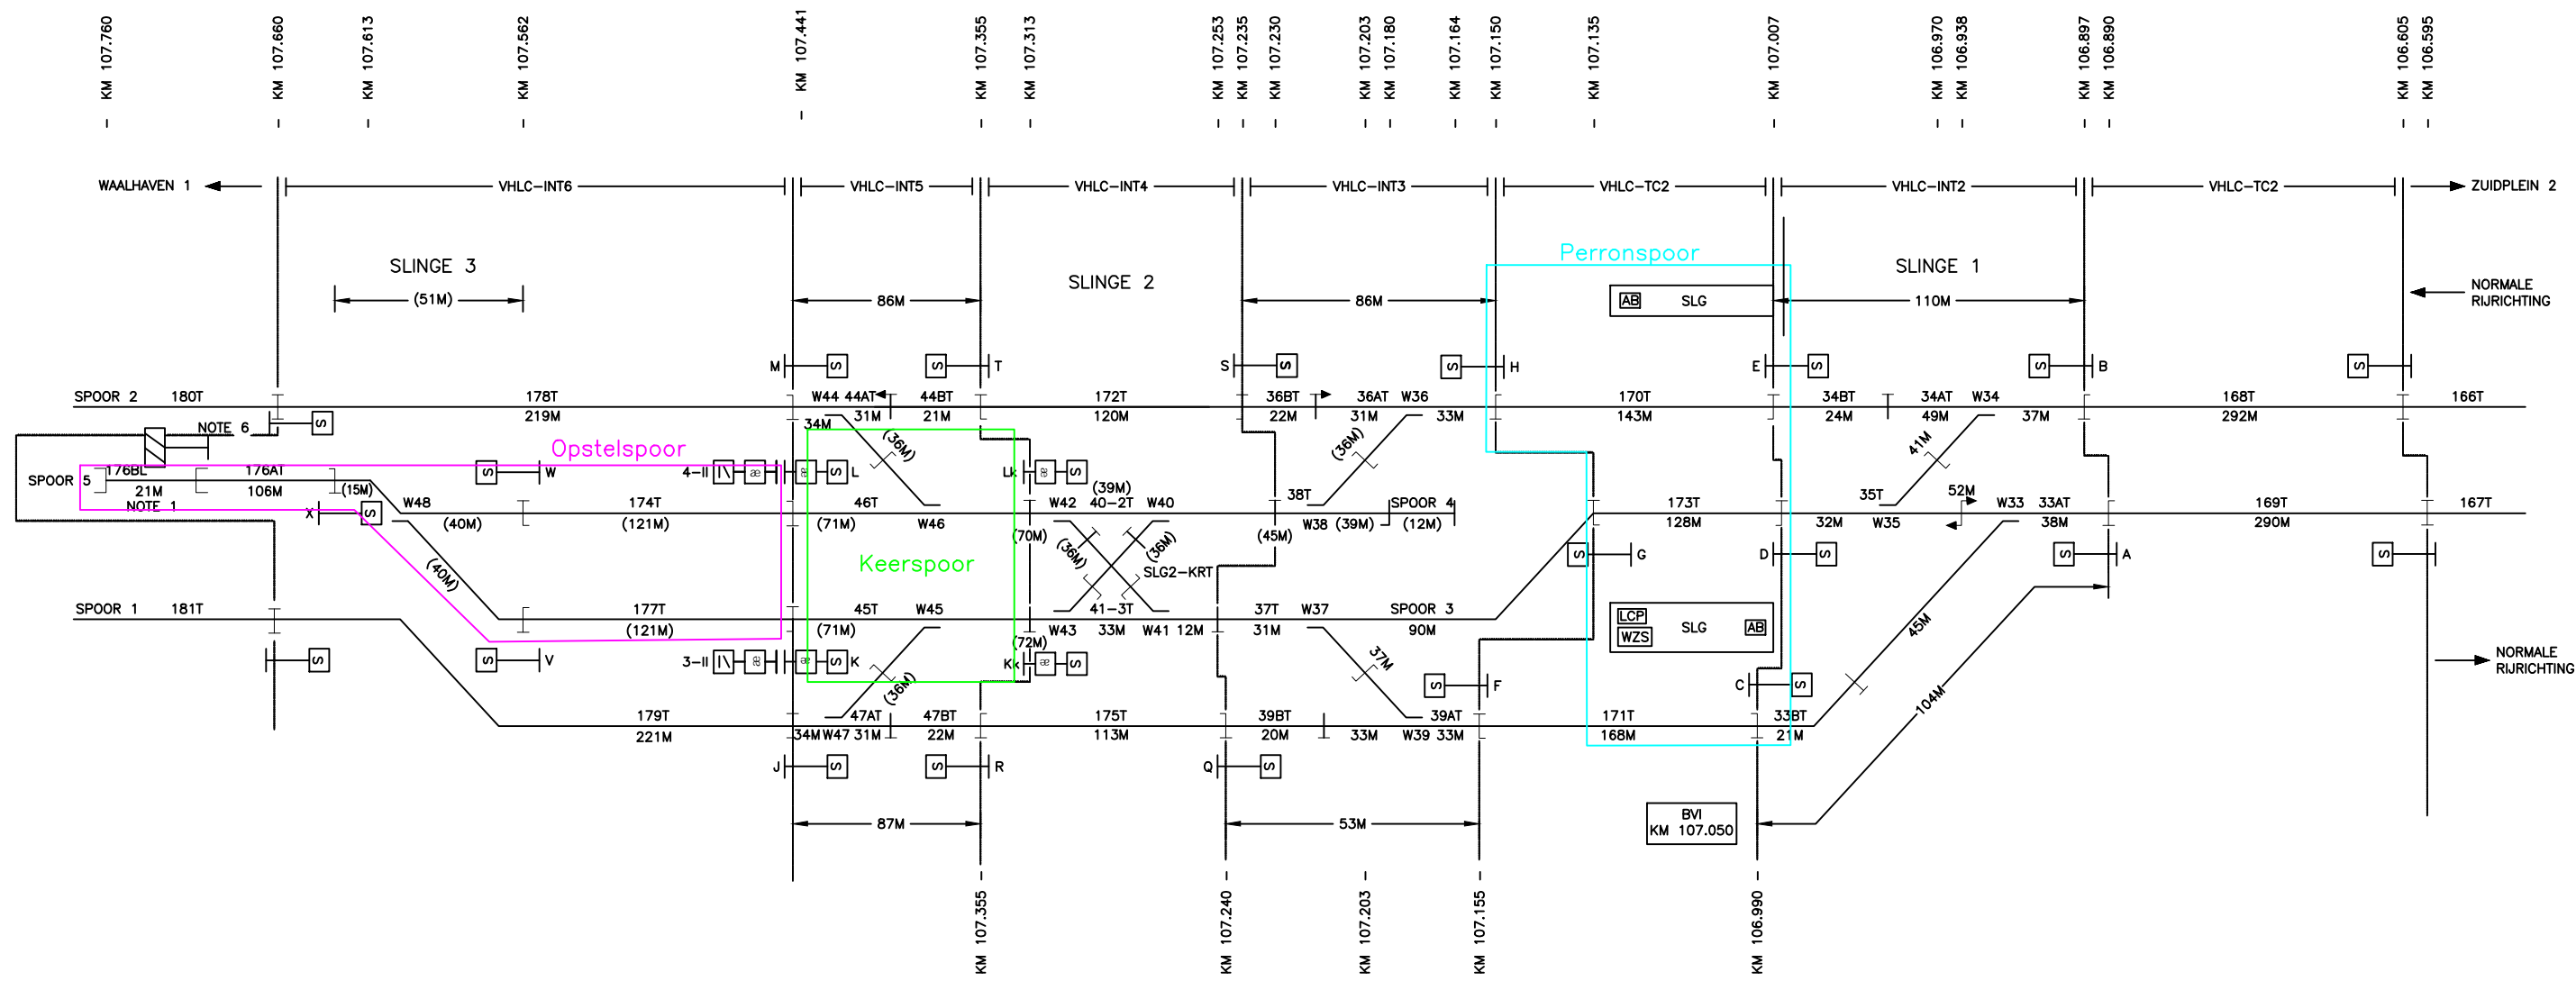 KM 107.760
KM 107.660
KM 107.613
KM 107.562
KM 107.441
KM 107.355
KM 107.313
KM 107.253
KM 107.235
KM 107.230
KM 107.203
KM 107.180
KM 107.164
KM 107.150
KM 107.135
KM 107.007
KM 106.970
KM 106.938
KM 106.897
KM 106.890
KM 106.605
KM 106.595
WAALHAVEN 1
VHLC-INT6
VHLC-INT5
VHLC-INT4
VHLC-INT3
VHLC-TC2
VHLC-INT2
VHLC-TC2
ZUIDPLEIN 2
SLINGE 3
SLINGE 2
Perronspoor
SLINGE 1
(51M)
86M
86M
AB SLG
110M
NORMALE
RIJRICHTING
M S
S T
S S
S H
E S
S B
S
SPOOR 2 180T 178T W44 44AT 44BT 172T 36BT 36AT W36 170T 34BT 34AT W34 168T 166T
219M 31M 21M 120M 22M 31M 33M 143M 24M 49M 37M 292M
34M
S
NOTE 6
(36M)
(36M)
41M
Opstelspoor
176BL 176AT
S W
4-II æ æ S L
Lk æ S
SPOOR 5
21M 106M (15M)
(39M)
NOTE 1
X S
W48 174T 46T W42 40-2T W40 38T SPOOR 4 173T 35T 52M W33 33AT 169T 167T
(40M) (121M) (71M) W46 W38 (39M) (12M) 128M 32M W35 38M 290M
(70M) (36M) (36M) (45M)
S G
D S
S A
S
Keerspoor
(40M)
SLG2-KRT
SPOOR 1 181T 177T 45T W45 41-3T 37T W37 SPOOR 3
(121M) (71M) W43 33M W41 12M 31M 90M
(72M)
LCP
WZS
SLG AB
45M
S
S V
3-II æ æ S K
Kk æ S
(36M)
37M
S F
C S
NORMALE
RIJRICHTING
104M
179T 47AT 47BT 175T 39BT 39AT 171T 33BT
221M 34M W47 31M 22M 113M 20M 33M W39 33M 168M 21M
J S
S R
Q S
87M
53M
BVI
KM 107.050
KM 107.355
KM 107.240
KM 107.203
KM 107.155
KM 106.990